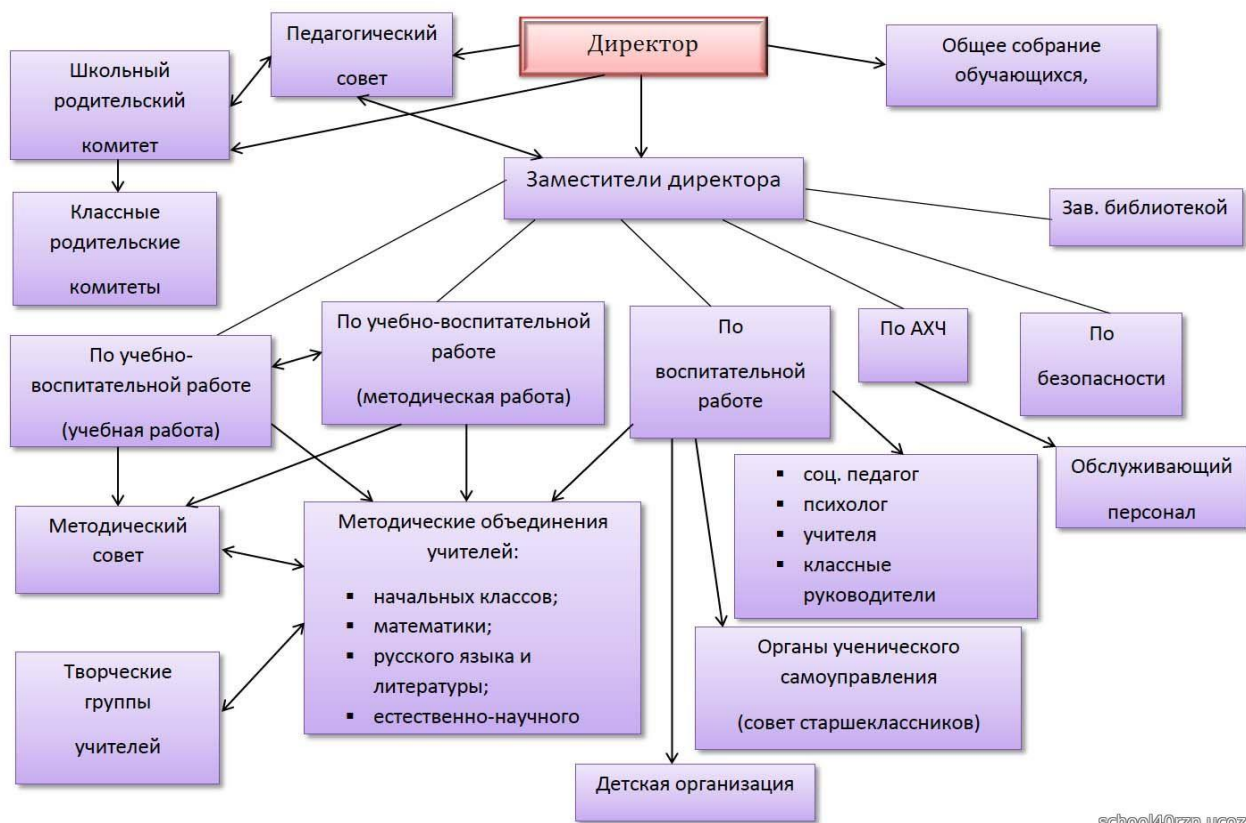 Директор
Педагогический
совет
Общее собрание
обучающихся,
Школьный
родительский
комитет
Заместители директора
Зав. библиотекой
Классные
родительские
комитеты
По учебно-
воспитательной работе
(учебная работа)
По учебно-воспитательной
работе
(методическая работа)
По
воспитательной
работе
По АХЧ
По
безопасности
Методический
совет
Методические объединения
учителей:
▪ начальных классов;
▪ математики;
▪ русского языка и
литературы;
▪ естественно-научного
▪ соц. педагог
▪ психолог
▪ учителя
▪ классные
руководители
Обслуживающий
персонал
Творческие
группы
учителей
Органы ученического
самоуправления
(совет старшеклассников)
Детская организация